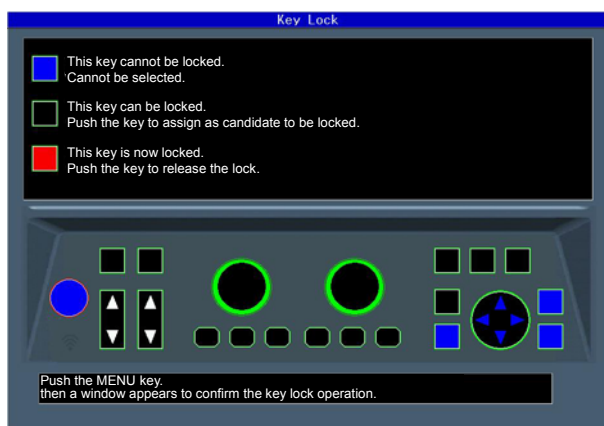 Key Lock
This key cannot be locked.
Cannot be selected.
This key can be locked.
Push the key to assign as candidate to be locked.
This key is now locked.
Push the key to release the lock.
Push the MENU key.
then a window appears to confirm the key lock operation.